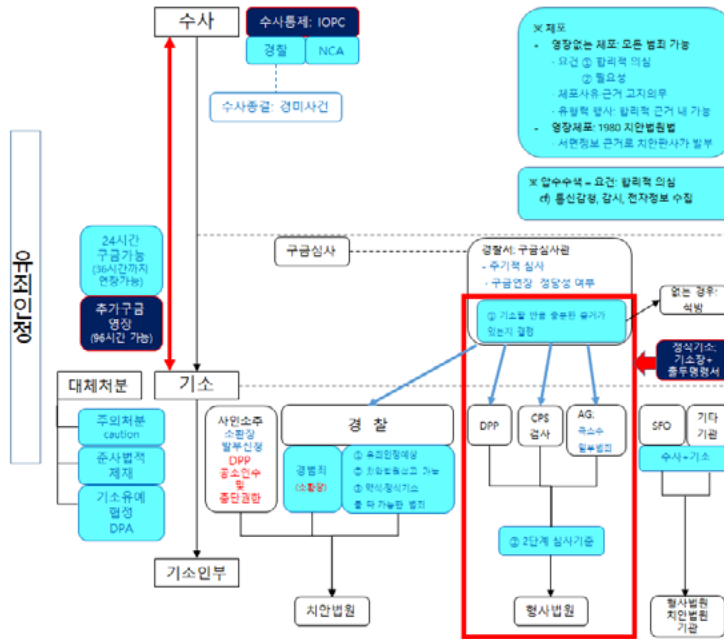 수사
수사통제: IOPC
경찰
NCA
수사종결: 경미사건
※ 체포
- 영장없는 체포: 모든 범죄 가능
· 요건 ① 합리적 의심
② 필요성
· 체포사유·근거 고지의무
· 유형력 행사: 합리적 근거 내 가능
- 영장체포: 1980 치안법원법
· 서면정보 근거로 치안판사가 발부
※ 압수수색 – 요건: 합리적 의심
cf) 통신감청, 감시, 전자정보 수집
유죄인정
24시간
구금가능
(36시간까지
연장가능)
추가구금
영장
(96시간 가능)
구금심사
경찰서: 구금심사관
- 주기적 심사
- 구금연장 정당성 여부
① 기소할 만큼 충분한 증거가
있는지 결정
없는 경우:
석방
정식기소:
기소장+
출두명령서
기소
대체처분
주의처분
caution
준사법적
제재
기소유예
협정
DPA
사인소추
소환장
발부신청
DPP
공소인수
및
중단권한
경 찰
경범죄
(소환장)
① 유죄인정예상
② 치안법원선고 가능
③ 약식·정식기소
둘 다 가능한 범죄
DPP
CPS
검사
AG:
극소수
일부범죄
SFO
기타
기관
수사+기소
② 2단계 심사기준
기소인부
치안법원
형사법원
형사법원
치안법원
기관